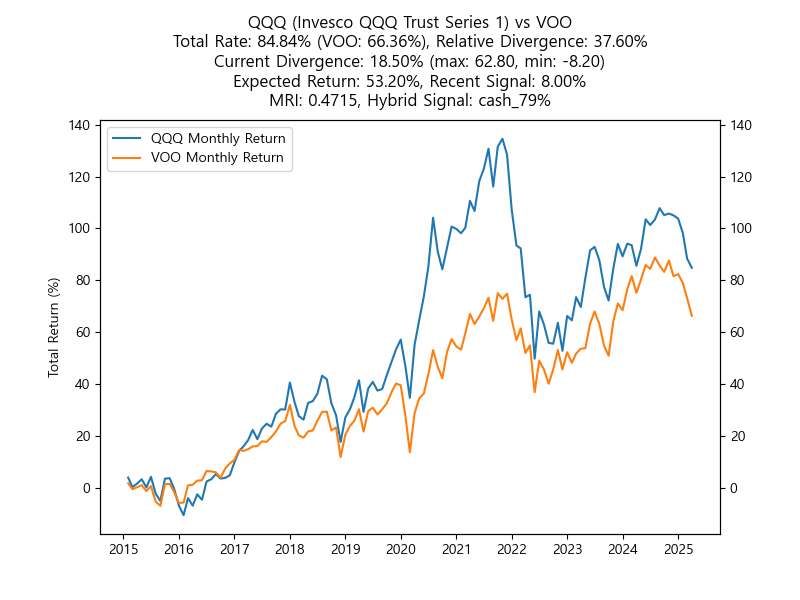 QQQ (Invesco QQQ Trust Series 1) vs VOO
Total Rate: 84.84% (VOO: 66.36%), Relative Divergence: 37.60%
Current Divergence: 18.50% (max: 62.80, min: -8.20)
Expected Return: 53.20%, Recent Signal: 8.00%
MRI: 0.4715, Hybrid Signal: cash_79%
QQQ Monthly Return
VOO Monthly Return
Total Return (%)
140
120
100
80
60
40
20
0
140
120
100
80
60
40
20
0
2015 2016 2017 2018 2019 2020 2021 2022 2023 2024 2025